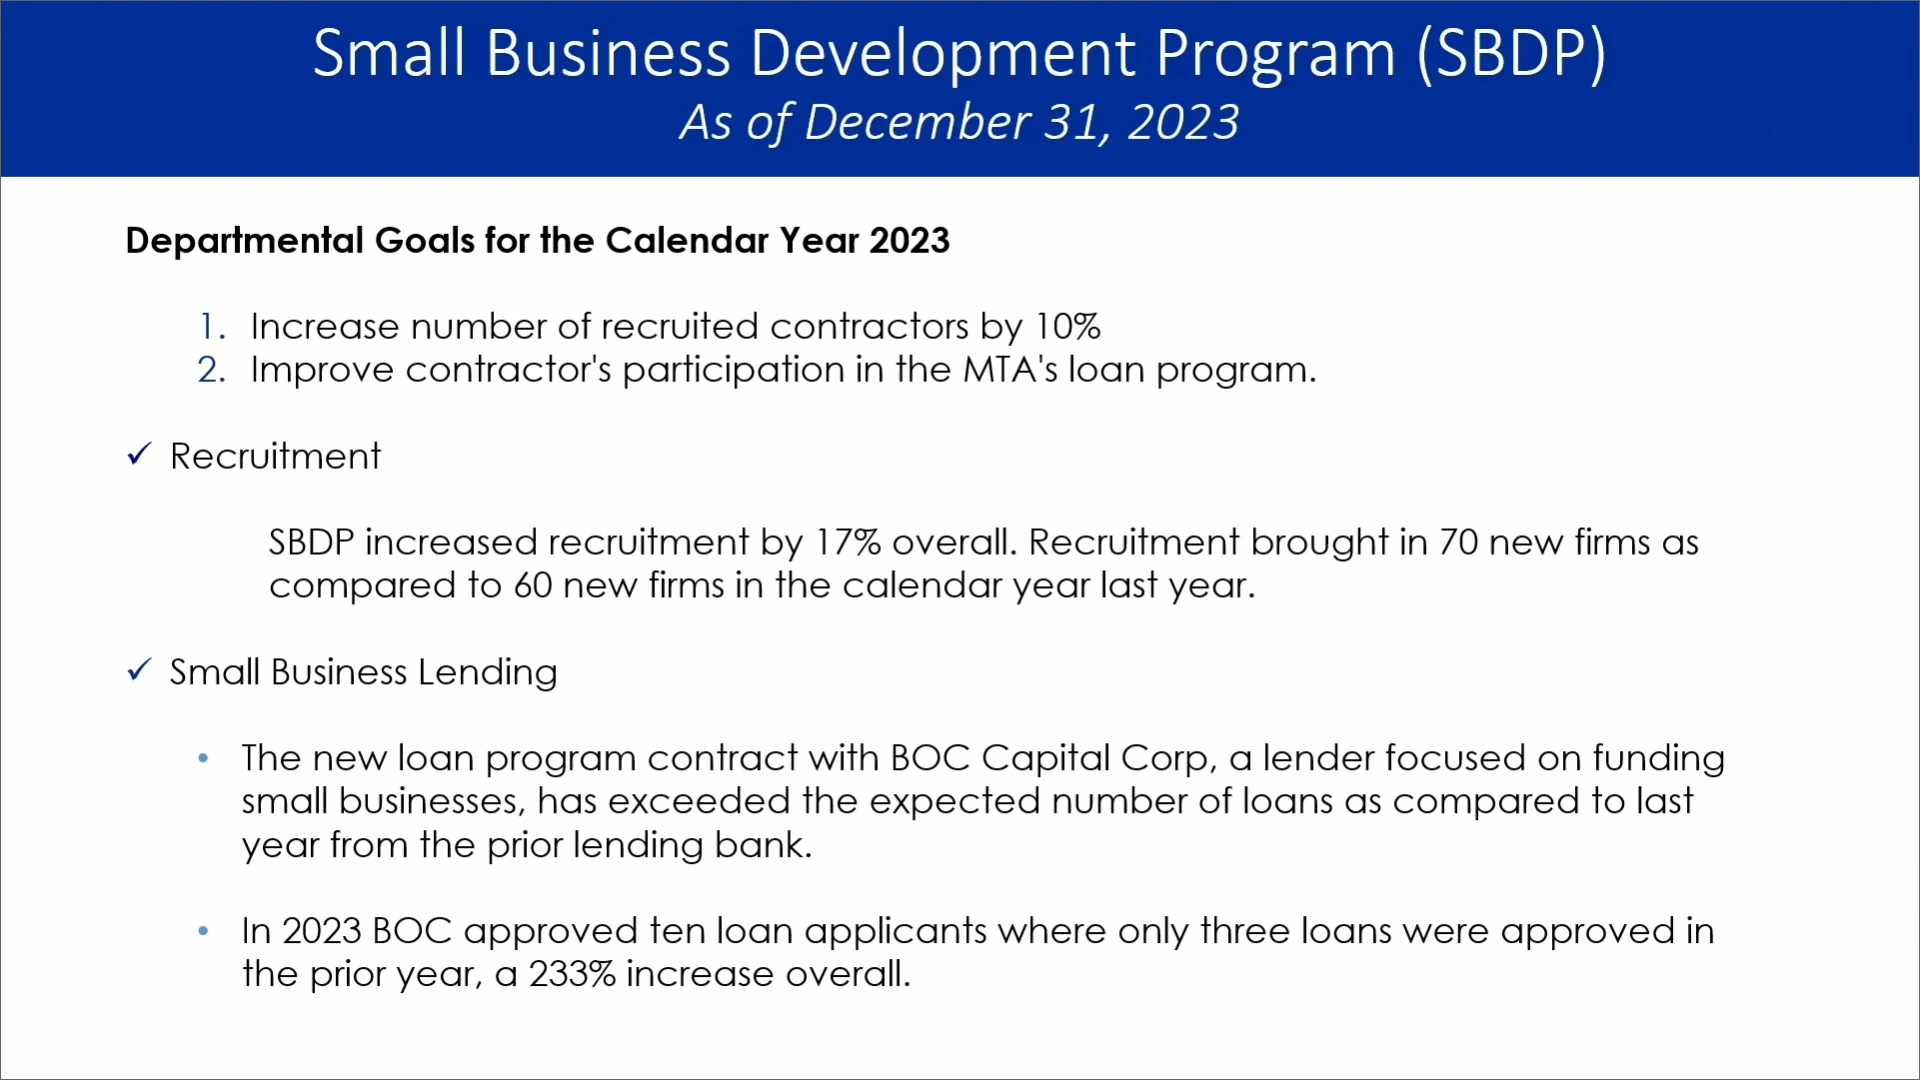 Small Business Development Program (SBDP)
As of December 31, 2023
Departmental Goals for the Calendar Year 2023
1. Increase number of recruited contractors by 10%
2. Improve contractor's participation in the MTA's loan program.
✓ Recruitment
SBDP increased recruitment by 17% overall. Recruitment brought in 70 new firms as
compared to 60 new firms in the calendar year last year.
✓ Small Business Lending
• The new loan program contract with BOC Capital Corp, a lender focused on funding
small businesses, has exceeded the expected number of loans as compared to last
year from the prior lending bank.
• In 2023 BOC approved ten loan applicants where only three loans were approved in
the prior year, a 233% increase overall.